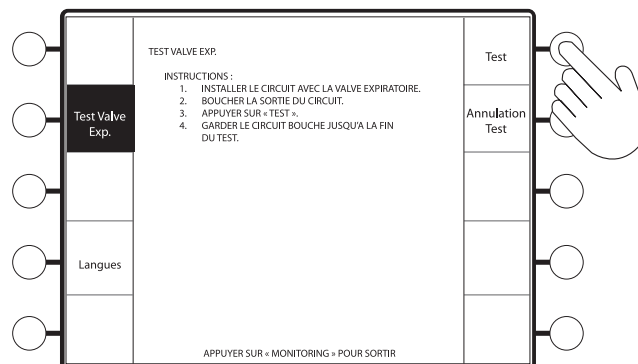 TEST VALVE EXP.
INSTRUCTIONS :
1. INSTALLER LE CIRCUIT AVEC LA VALVE EXPIRATOIRE.
2. BOUCHER LA SORTIE DU CIRCUIT.
3. APPUYER SUR « TEST ».
4. GARDER LE CIRCUIT BOUCHE JUSQU'A LA FIN
DU TEST.
Test Valve
Exp.
Langues
Test
Annulation
Test
APPUYER SUR « MONITORING » POUR SORTIR